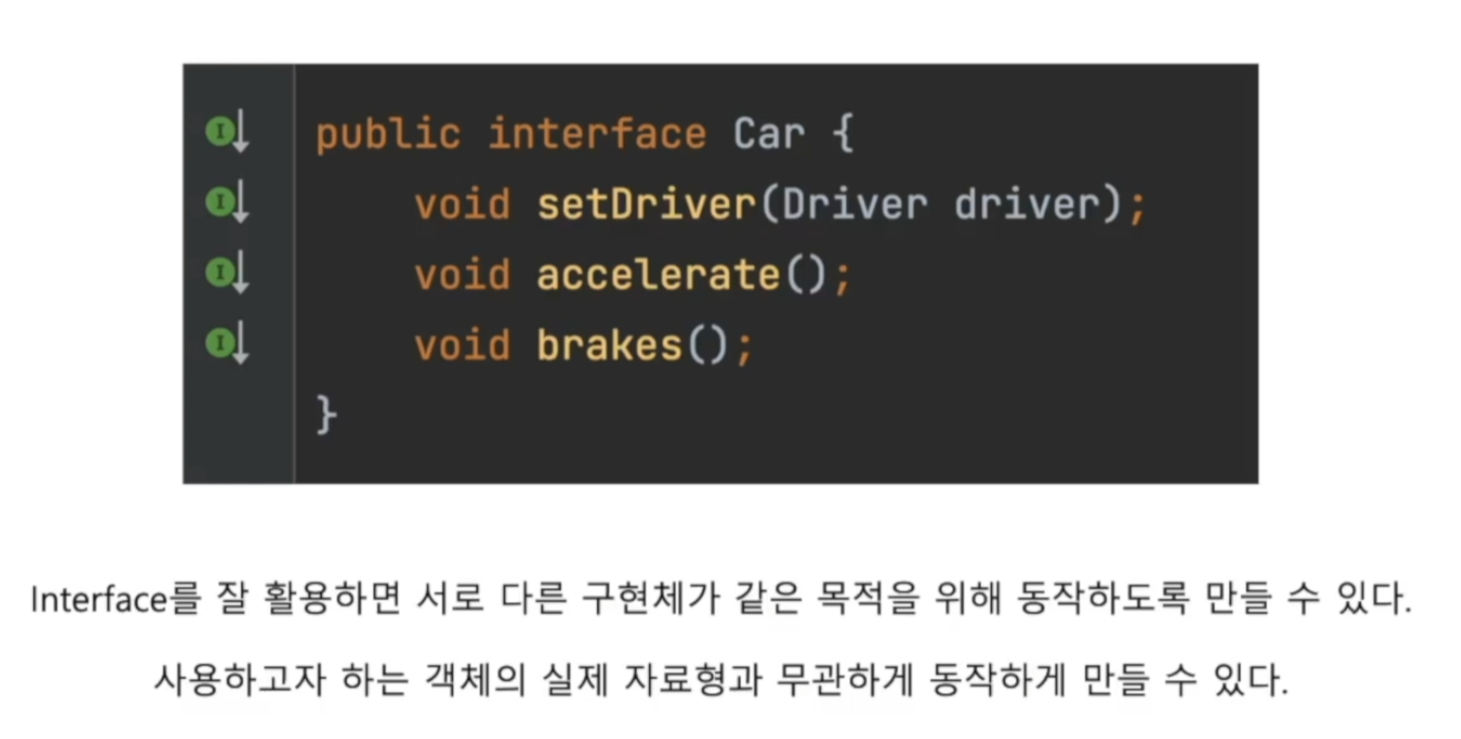 public interface Car {
void setDriver(Driver driver);
void accelerate();
void brakes();
}
Interface를 잘 활용하면 서로 다른 구현체가 같은 목적을 위해 동작하도록 만들 수 있다.
사용하고자 하는 객체의 실제 자료형과 무관하게 동작하게 만들 수 있다.